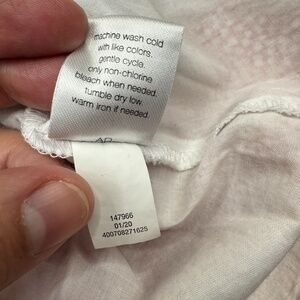 machine wash cold
with like colors.
gentle cycle.
only non-chlorine
bleach when needed.
tumble dry low.
warm iron if needed.
147966
01/20
400708271625